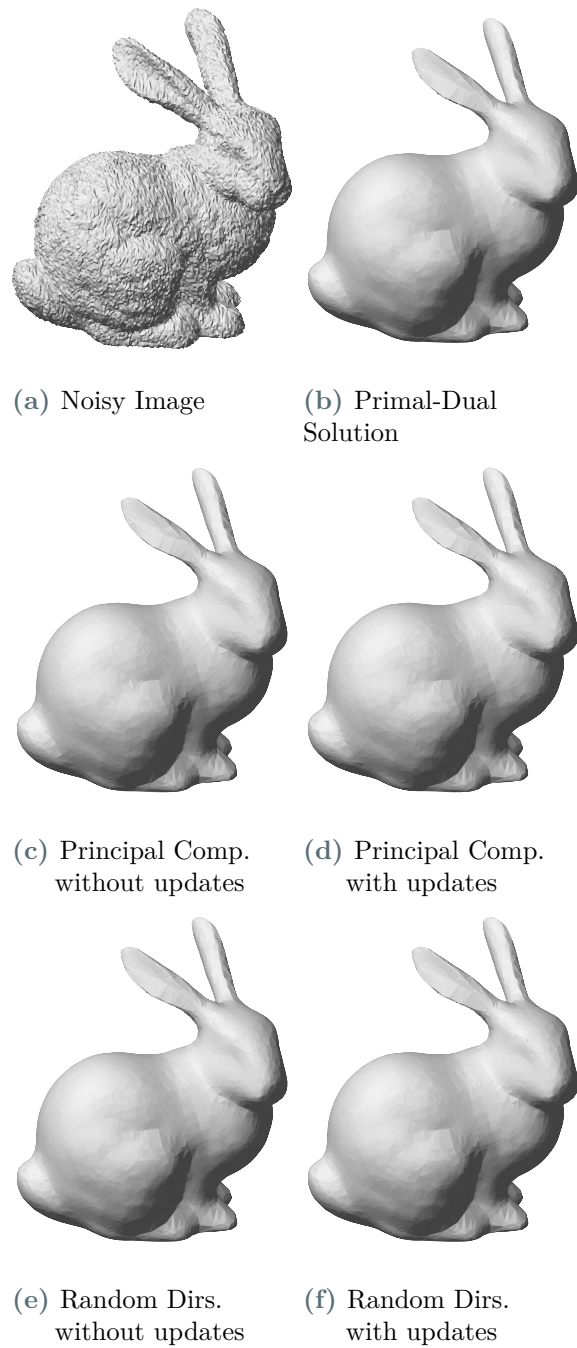 (a) Noisy Image
(b) Primal-Dual
Solution
(c) Principal Comp.
without updates
(d) Principal Comp.
with updates
(e) Random Dirs.
without updates
(f) Random Dirs.
with updates